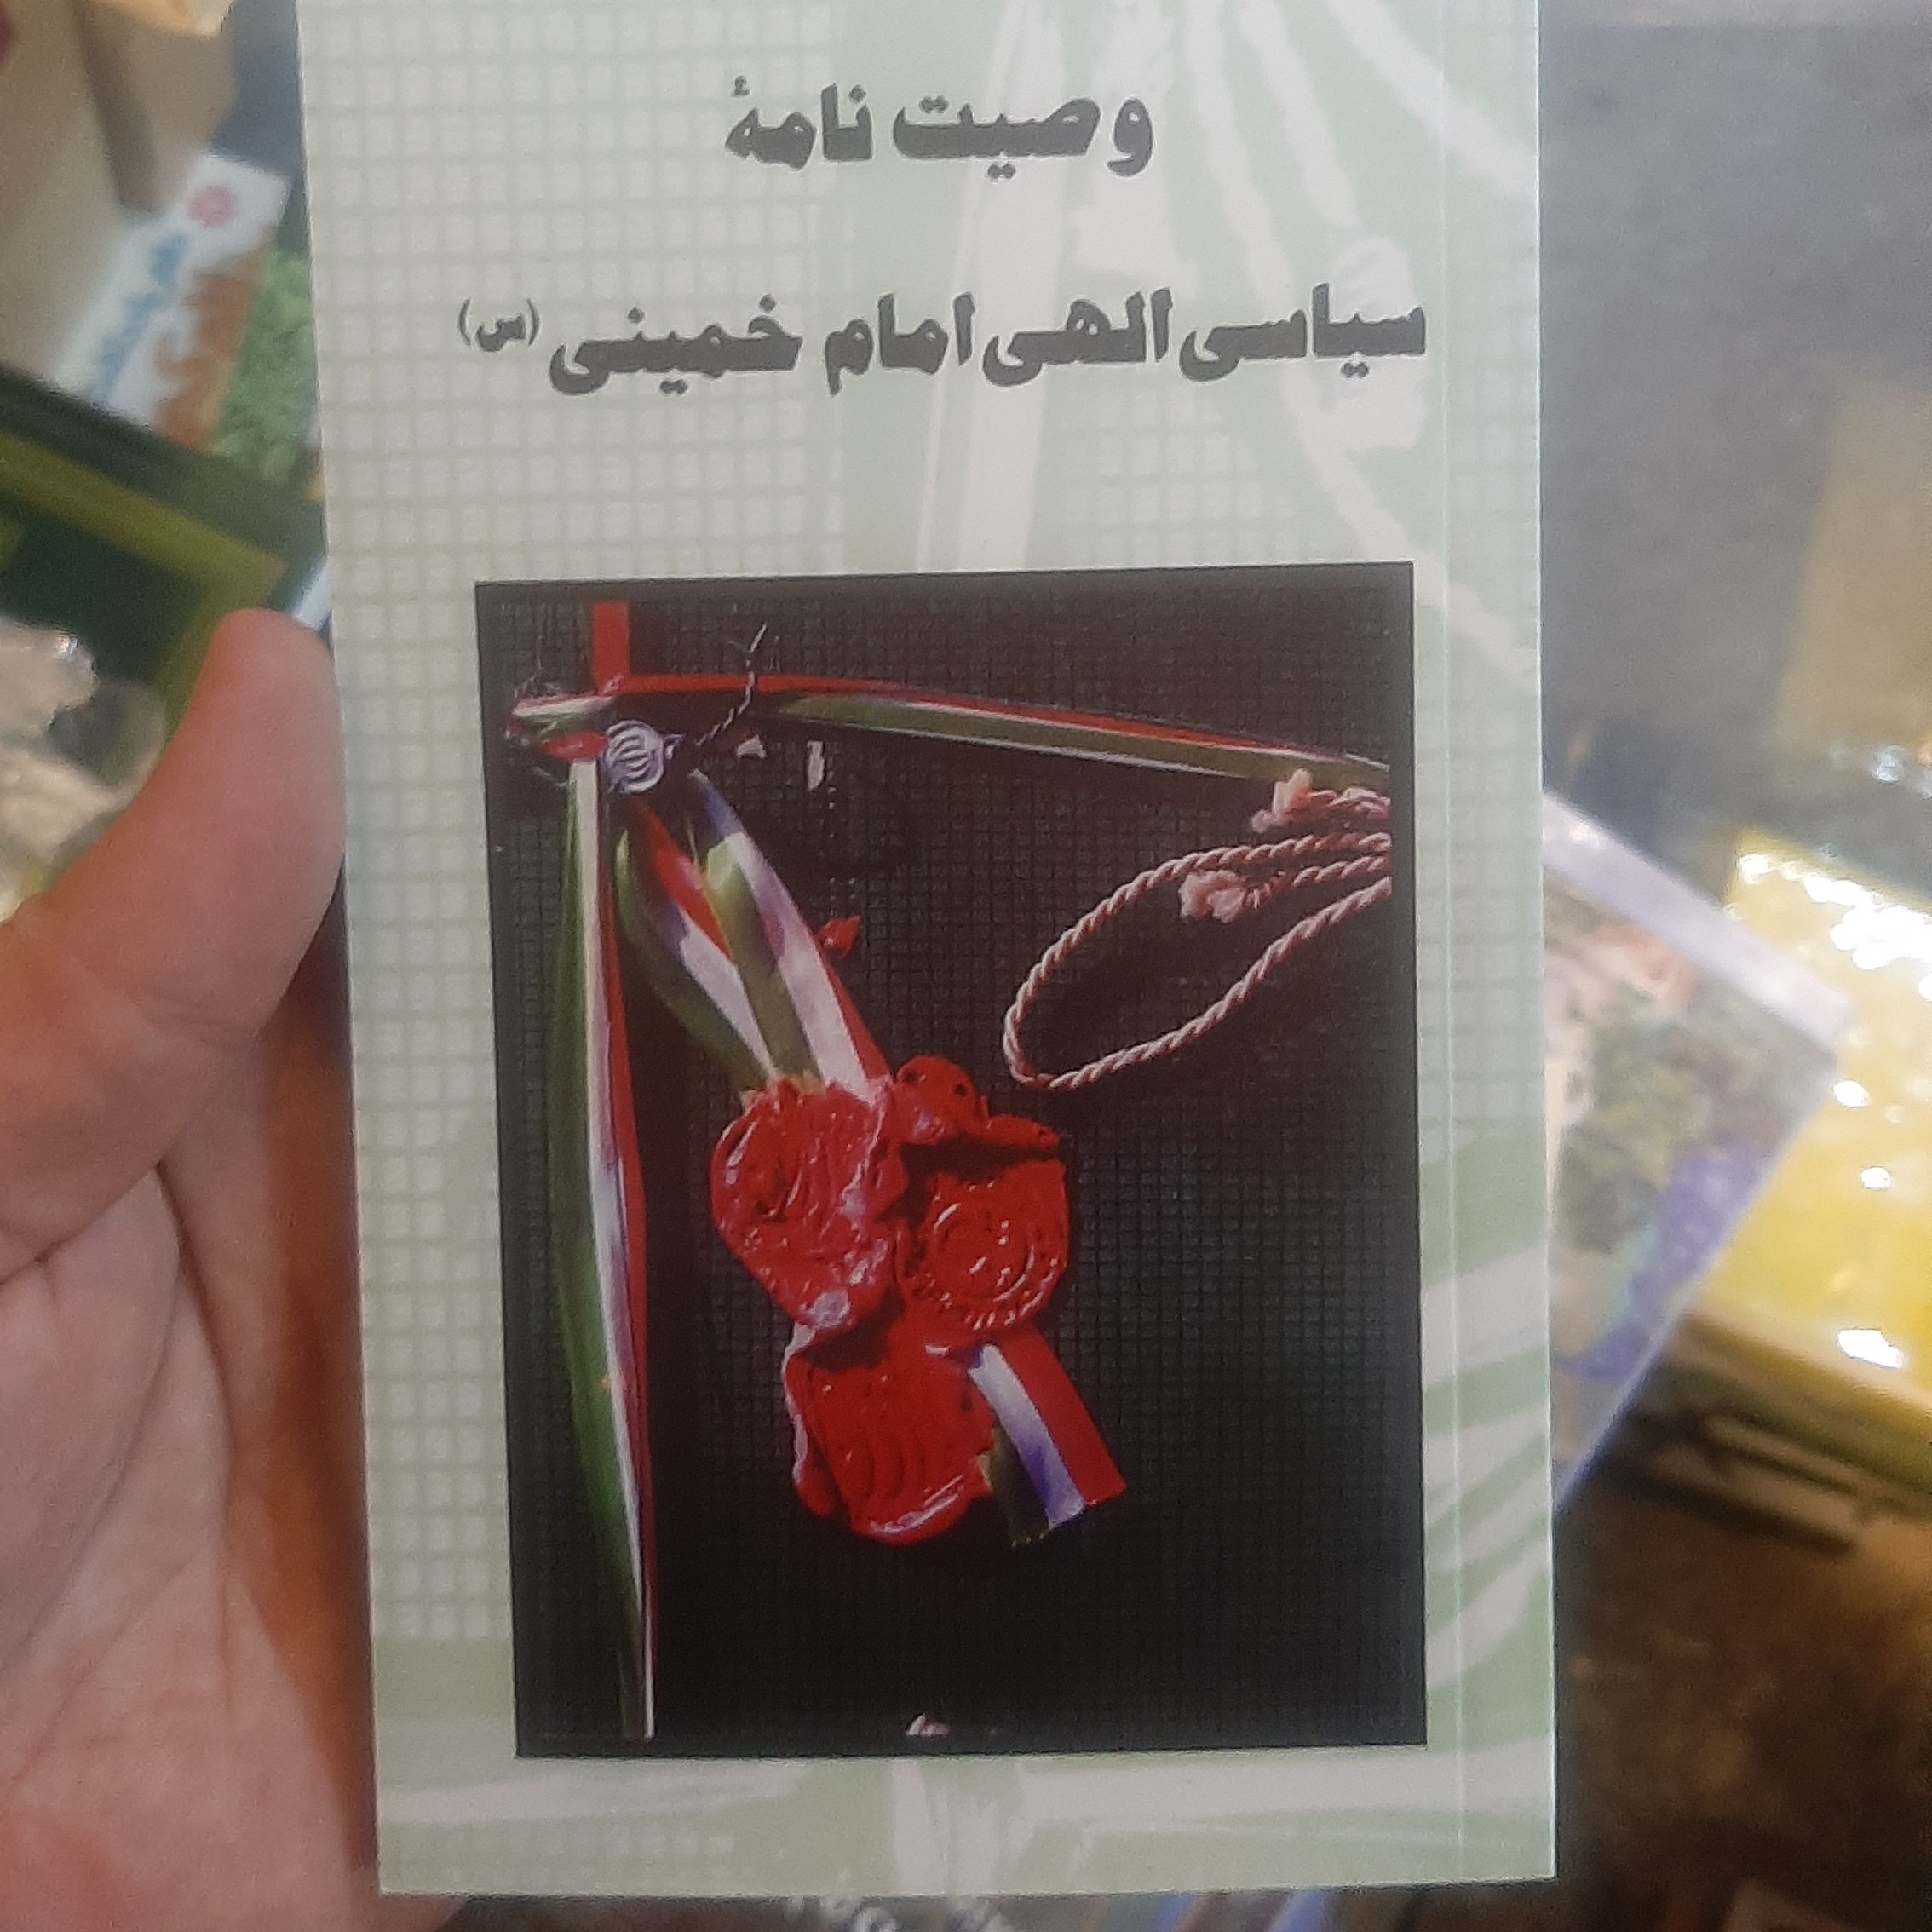 وصیت نامهٔ
سیاسی الهی امام خمینی (س)